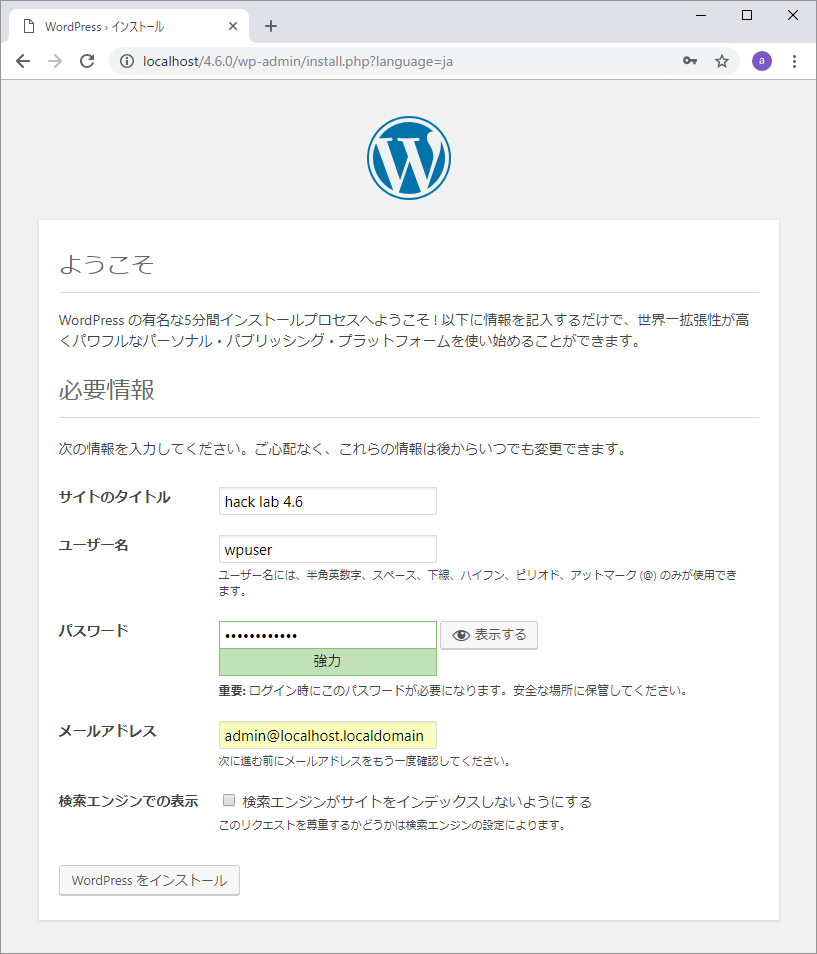 WordPress › インストール
localhost/4.6.0/wp-admin/install.php?language=ja
a
ようこそ
WordPress の有名な5分間インストールプロセスへようこそ ! 以下に情報を記入するだけで、世界一拡張性が高
くパワフルなパーソナル・パブリッシング・プラットフォームを使い始めることができます。
必要情報
次の情報を入力してください。ご心配なく、これらの情報は後からいつでも変更できます。
サイトのタイトル
hack lab 4.6
ユーザー名
wpuser
ユーザー名には、半角英数字、スペース、下線、ハイフン、ピリオド、アットマーク (@) のみが使用でき
ます。
パスワード
••••••••••••
表示する
強力
重要: ログイン時にこのパスワードが必要になります。安全な場所に保管してください。
メールアドレス
admin@localhost.localdomain
次に進む前にメールアドレスをもう一度確認してください。
検索エンジンでの表示
検索エンジンがサイトをインデックスしないようにする
このリクエストを尊重するかどうかは検索エンジンの設定によります。
WordPress をインストール